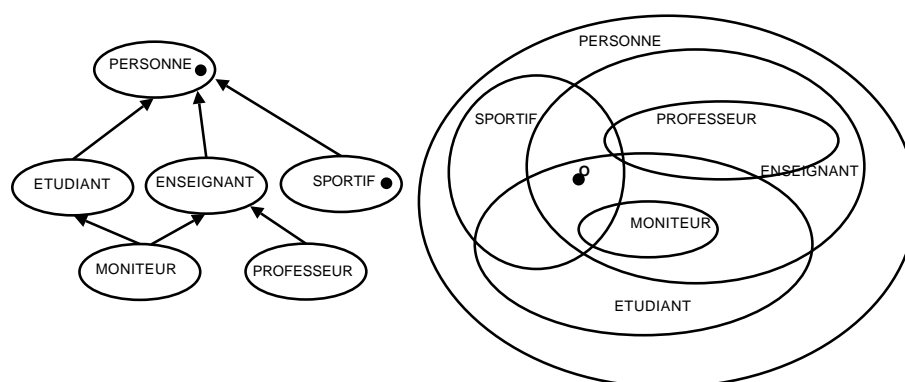 PERSONNE
ETUDIANT
ENSEIGNANT
SPORTIF
MONITEUR
PROFESSEUR
PERSONNE
SPORTIF
PROFESSEUR
ENSEIGNANT
O
MONITEUR
ETUDIANT